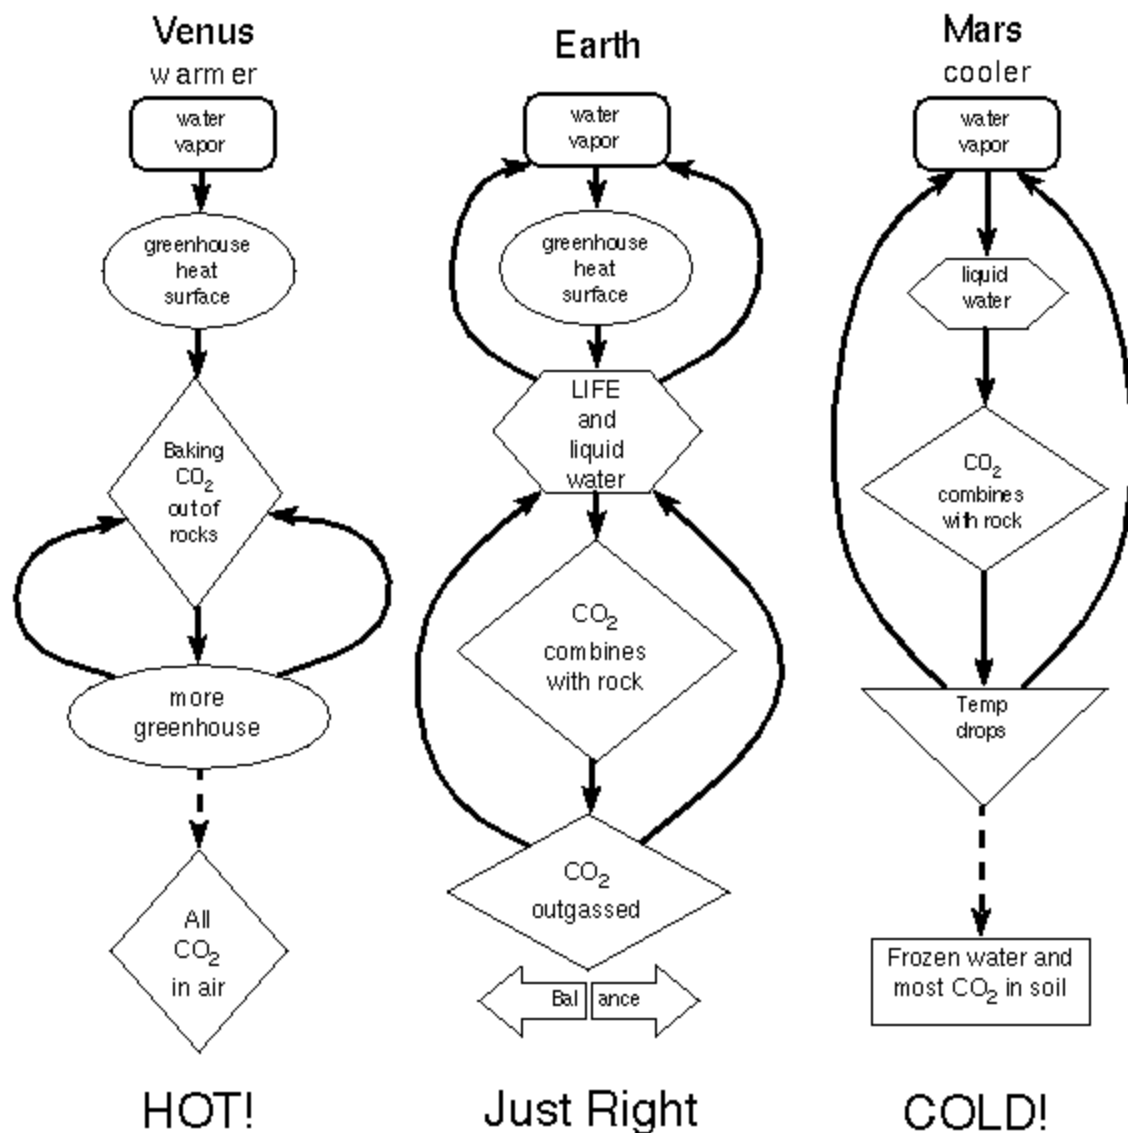 Venus
warmer
water
vapor
greenhouse
heat
surface
Baking
CO2
out of
rocks
more
greenhouse
All
CO2
in air
HOT!
Earth
water
vapor
greenhouse
heat
surface
LIFE
and
liquid
water
CO2
combines
with rock
CO2
outgassed
Bal ance
Just Right
Mars
cooler
water
vapor
liquid
water
CO2
combines
with rock
Temp
drops
Frozen water and
most CO2 in soil
COLD!